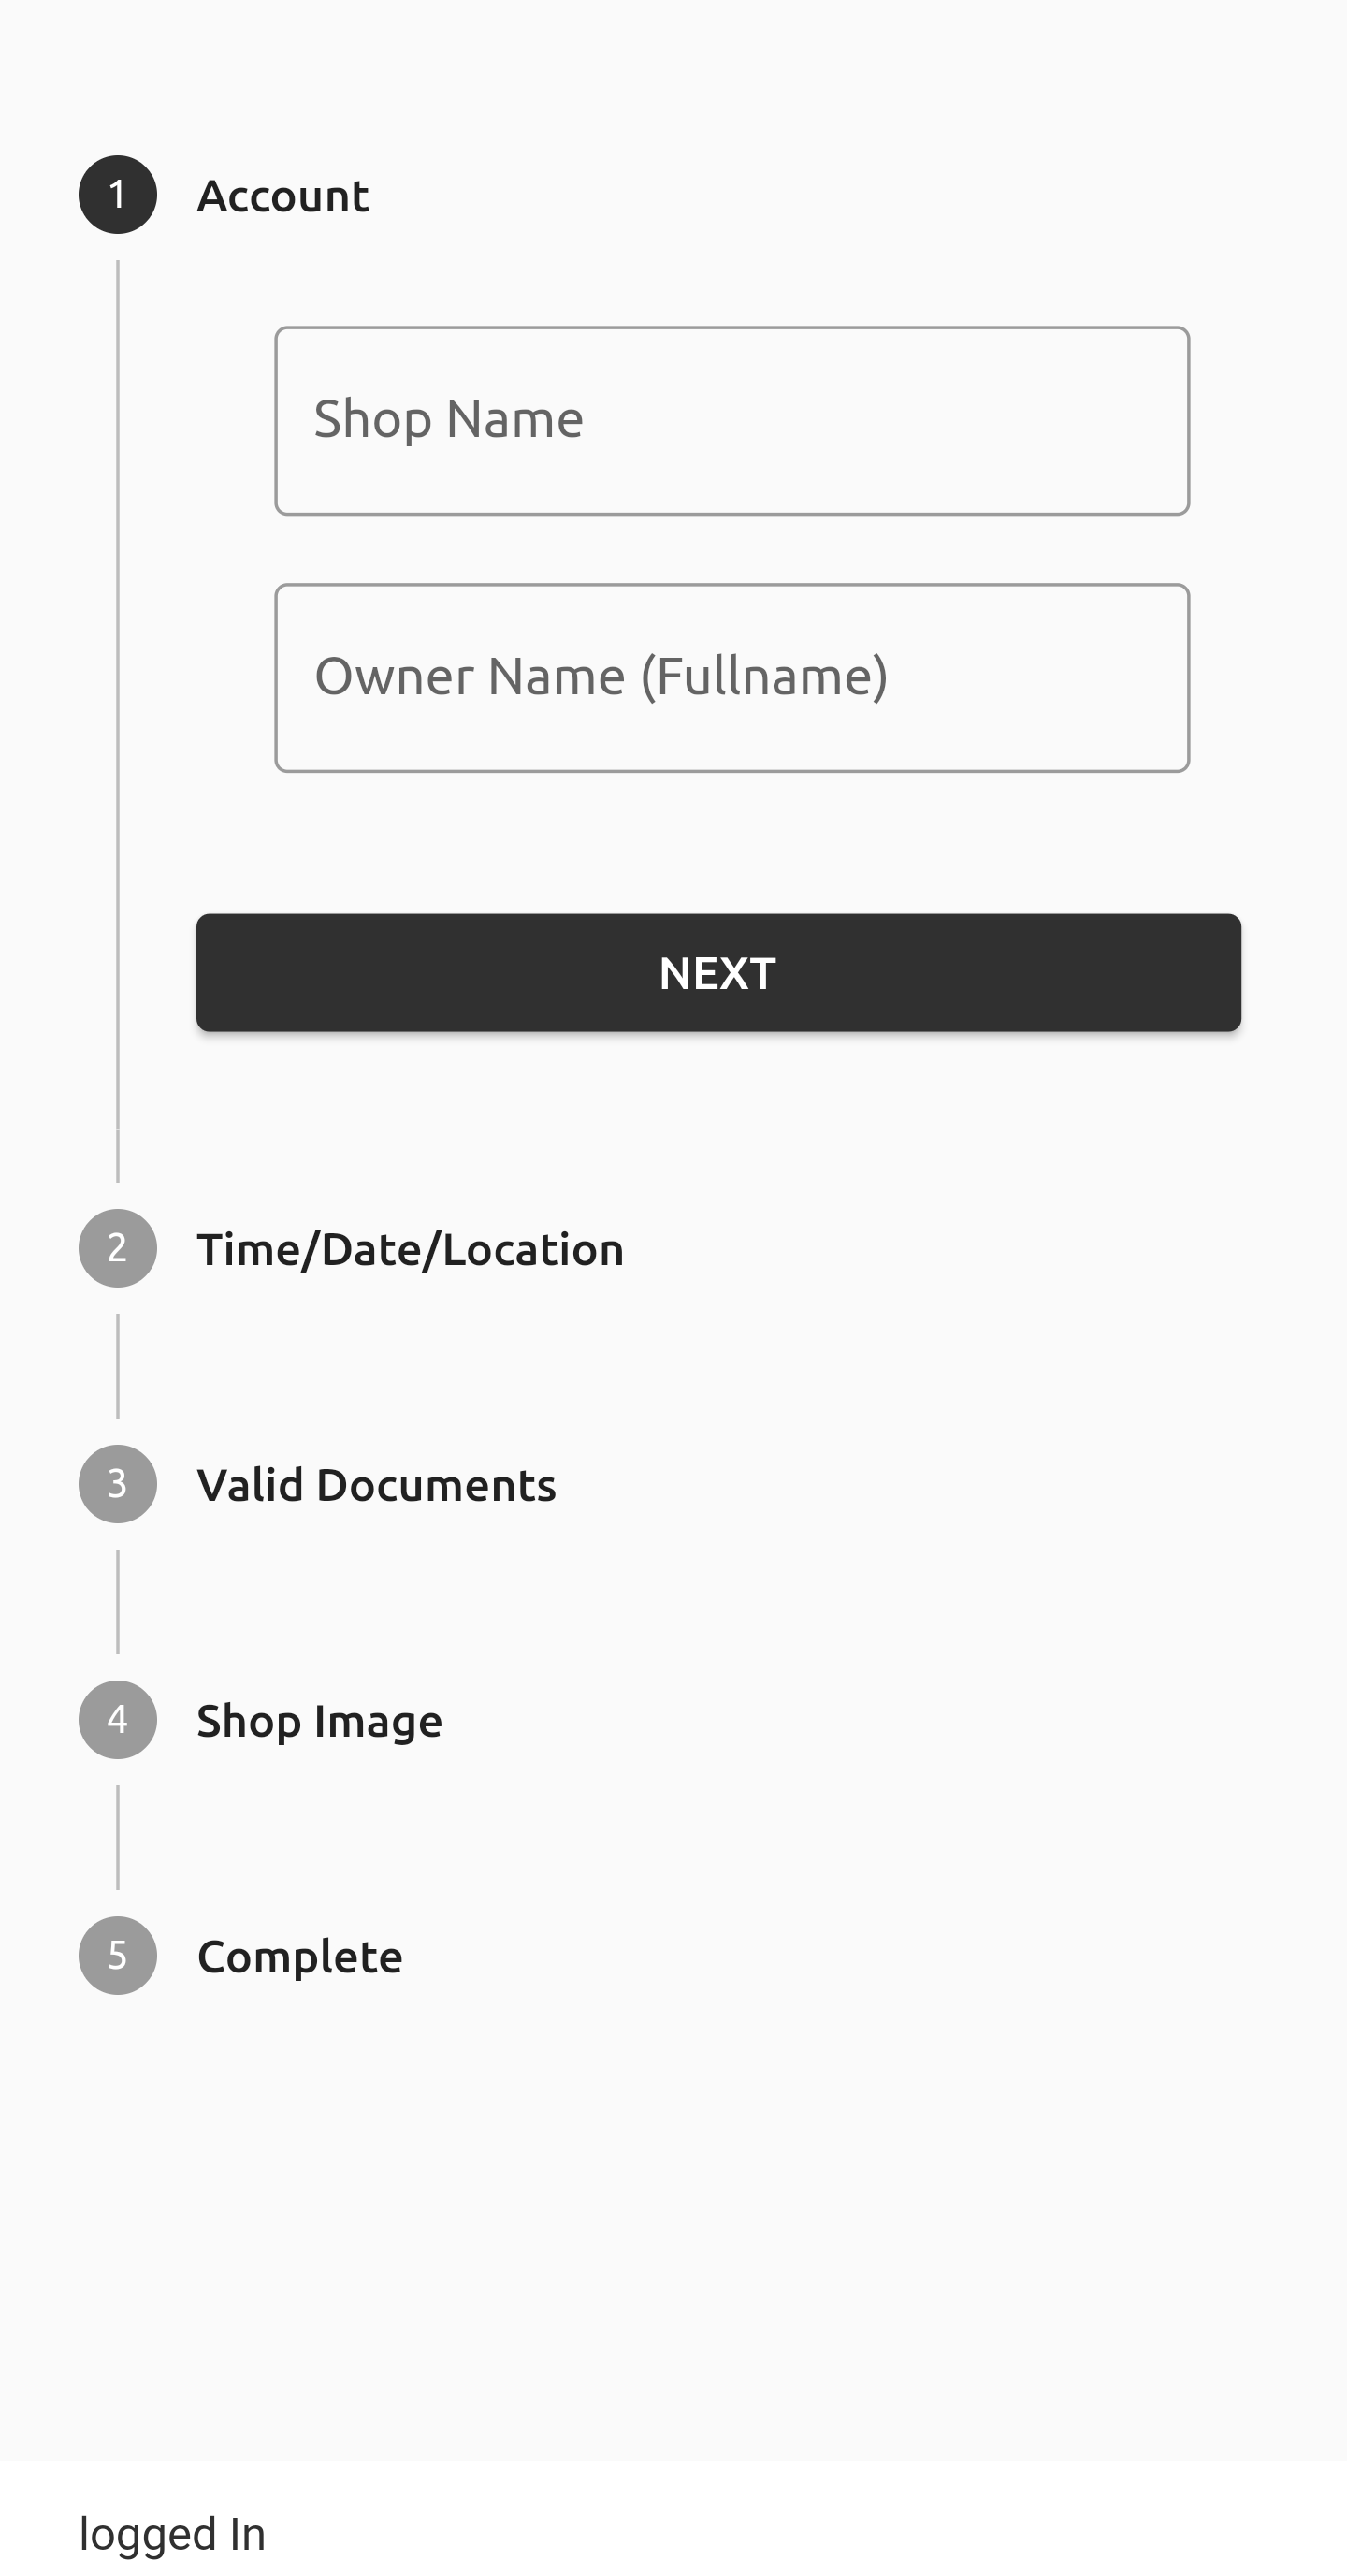 1 Account
Shop Name
Owner Name (Fullname)
NEXT
2 Time/Date/Location
3 Valid Documents
4 Shop Image
5 Complete
logged In